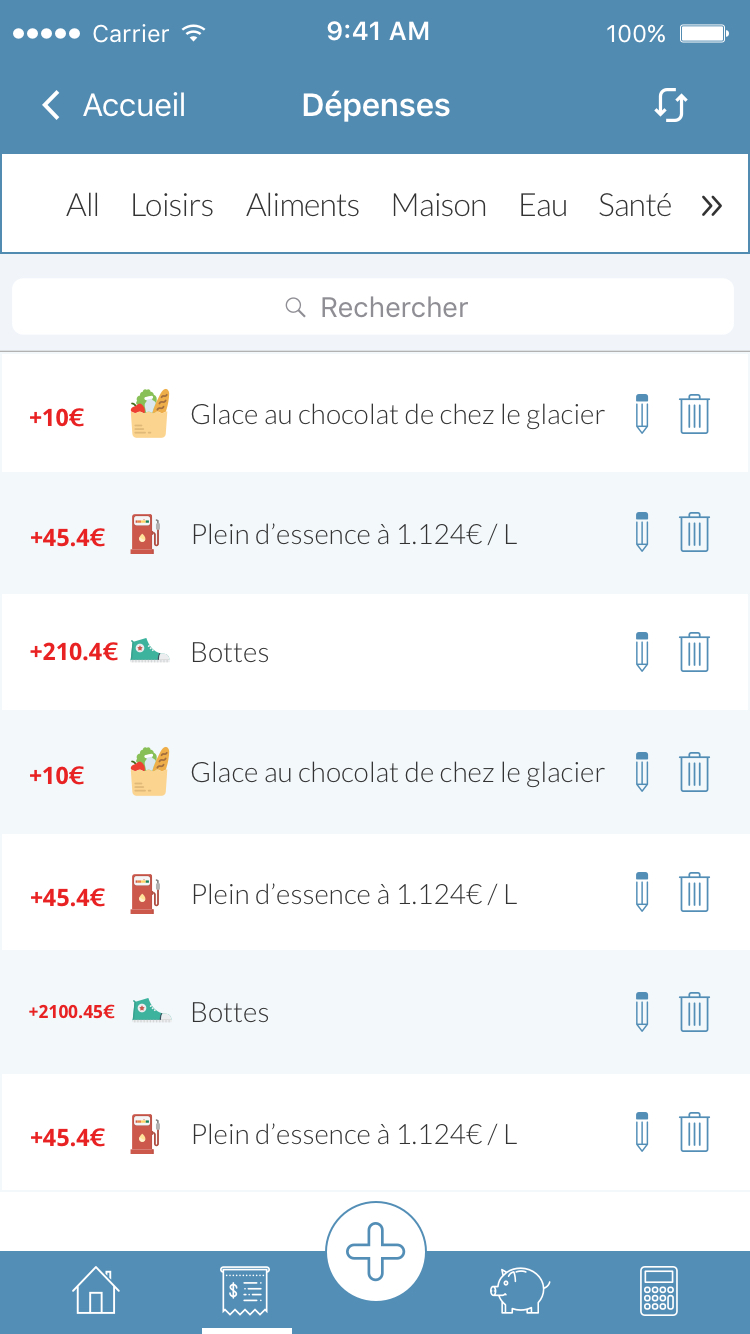 Carrier 9:41 AM 100%
Accueil Dépenses
All Loisirs Aliments Maison Eau Santé »
Rechercher
+10€ Glace au chocolat de chez le glacier
+45.4€ Plein d’essence à 1.124€ / L
+210.4€ Bottes
+10€ Glace au chocolat de chez le glacier
+45.4€ Plein d’essence à 1.124€ / L
+2100.45€ Bottes
+45.4€ Plein d’essence à 1.124€ / L